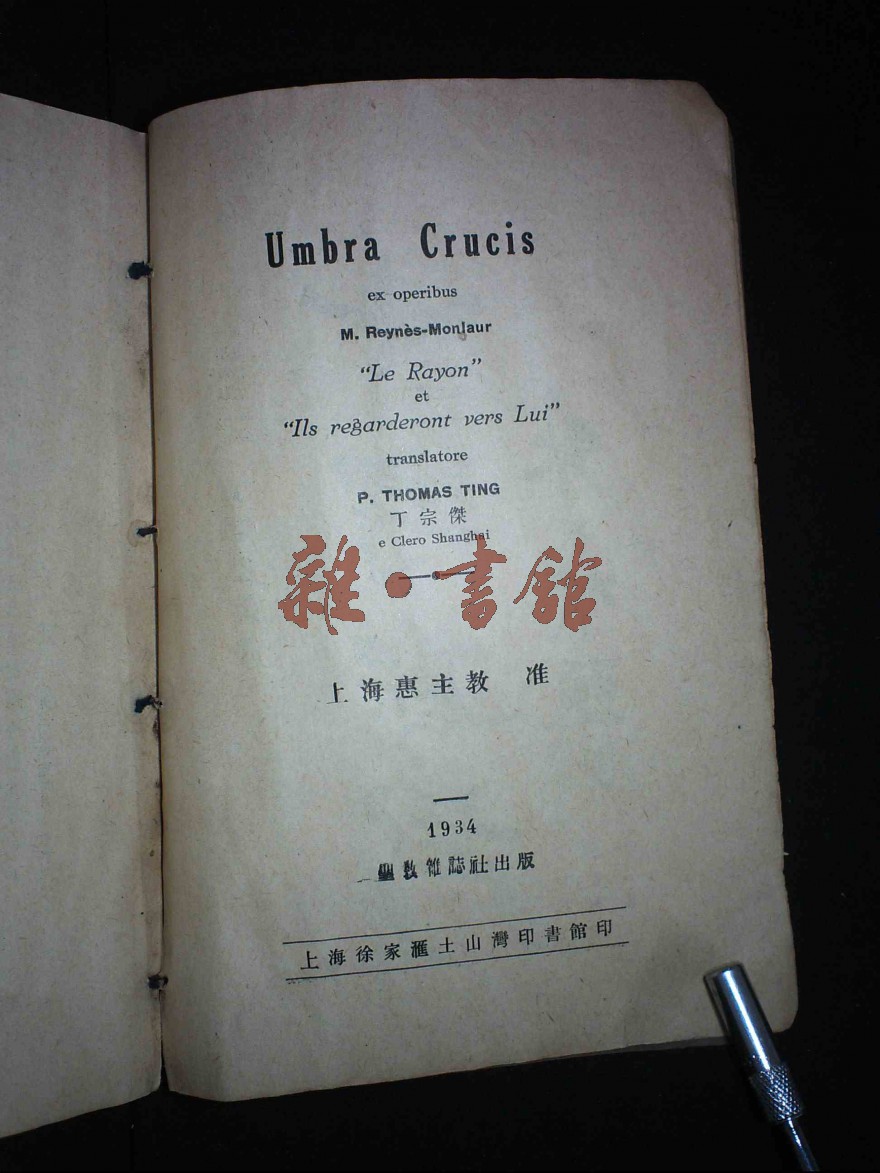 Umbra Crucis
ex operibus
M. Reynès-Monlaur
“Le Rayon”
et
“Ils regarderont vers Lui”
translatore
P. THOMAS TING
丁宗傑
e Clero Shanghai
雜·書館
上海惠主教 准
1934
聖教雜誌社出版
上海徐家滙土山灣印書館印